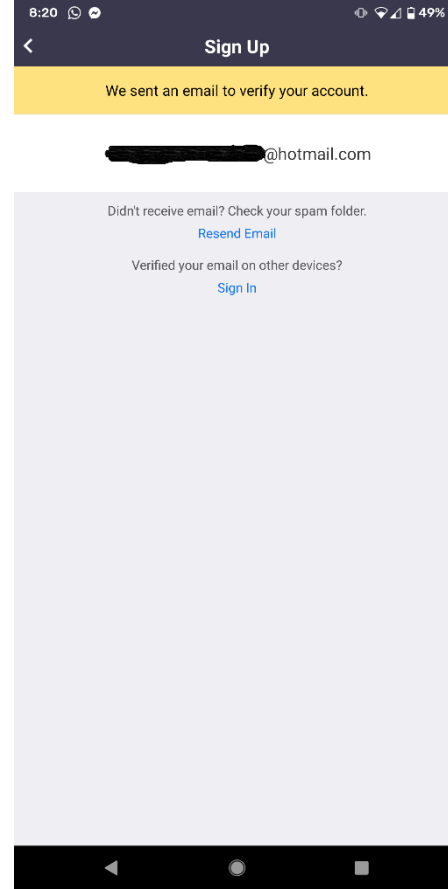 8:20 49%
Sign Up
We sent an email to verify your account.
@hotmail.com
Didn't receive email? Check your spam folder.
Resend Email
Verified your email on other devices?
Sign In